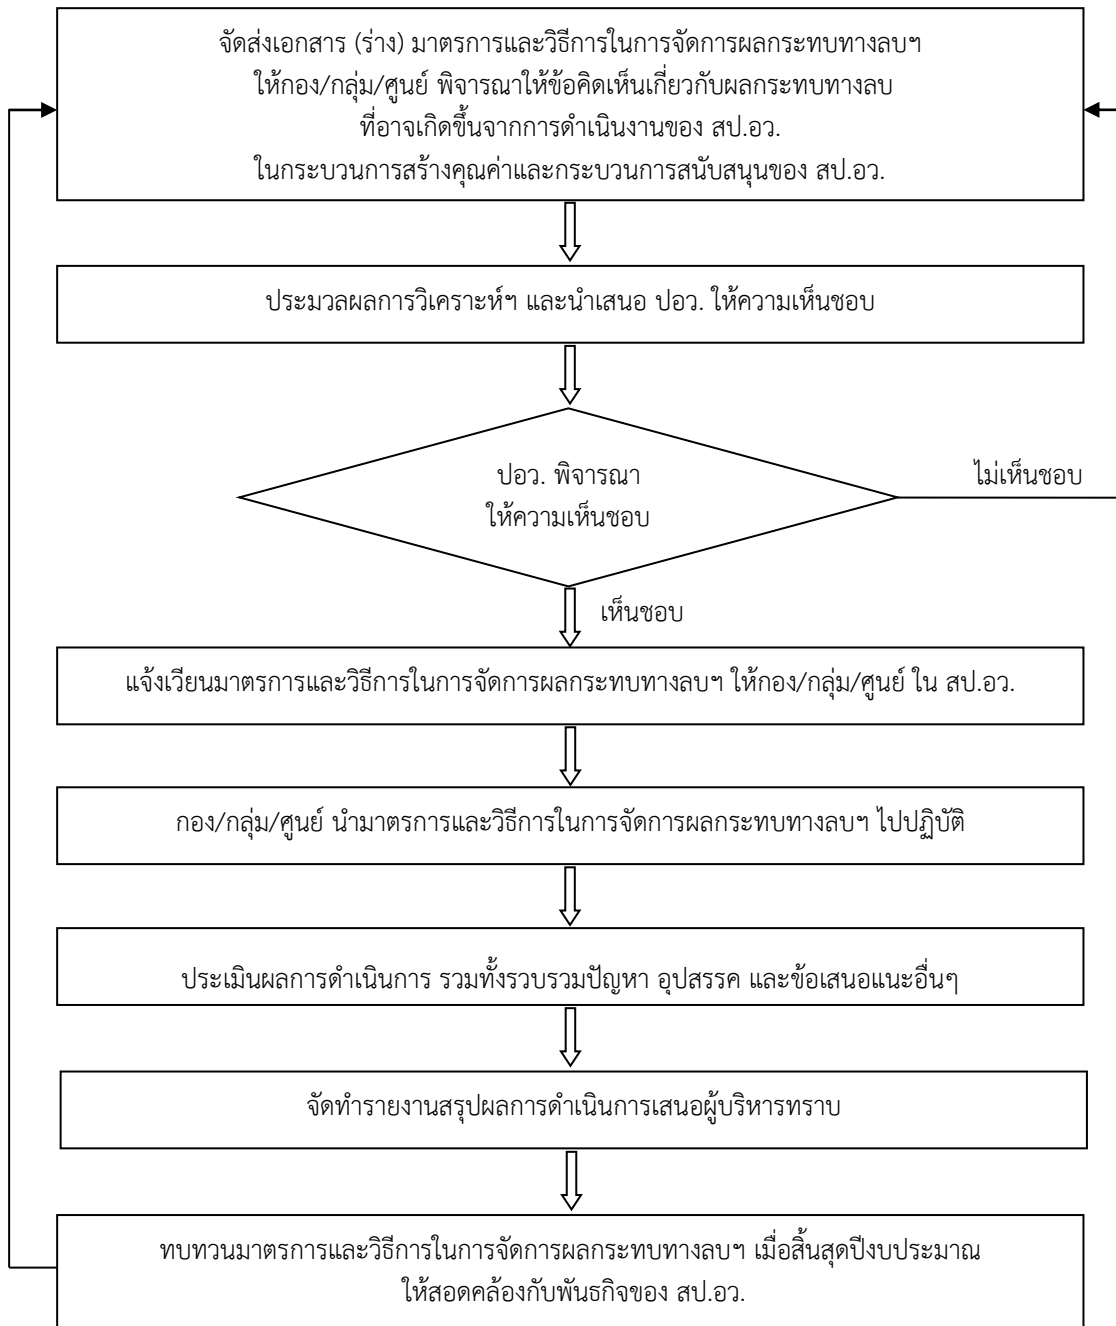 จัดส่งเอกสาร (ร่าง) มาตรการและวิธีการในการจัดการผลกระทบทางลบฯ
ให้กอง/กลุ่ม/ศูนย์ พิจารณาให้ข้อคิดเห็นเกี่ยวกับผลกระทบทางลบ
ที่อาจเกิดขึ้นจากการดำเนินงานของ สป.อว.
ในกระบวนการสร้างคุณค่าและกระบวนการสนับสนุนของ สป.อว.
ประมวลผลการวิเคราะห์ฯ และนำเสนอ ปอว. ให้ความเห็นชอบ
ปอว. พิจารณา
ให้ความเห็นชอบ
ไม่เห็นชอบ
เห็นชอบ
แจ้งเวียนมาตรการและวิธีการในการจัดการผลกระทบทางลบฯ ให้กอง/กลุ่ม/ศูนย์ ใน สป.อว.
กอง/กลุ่ม/ศูนย์ นำมาตรการและวิธีการในการจัดการผลกระทบทางลบฯ ไปปฏิบัติ
ประเมินผลการดำเนินการ รวมทั้งรวบรวมปัญหา อุปสรรค และข้อเสนอแนะอื่นๆ
จัดทำรายงานสรุปผลการดำเนินการเสนอผู้บริหารทราบ
ทบทวนมาตรการและวิธีการในการจัดการผลกระทบทางลบฯ เมื่อสิ้นสุดปีงบประมาณ
ให้สอดคล้องกับพันธกิจของ สป.อว.